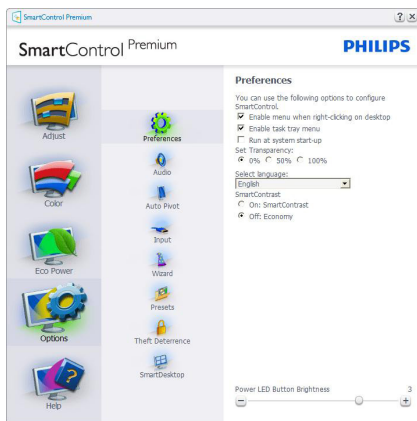 SmartControl Premium
SmartControl Premium
PHILIPS
Adjust
Color
Eco Power
Options
Help
Preferences
Audio
Auto Pivot
Input
Wizard
Presets
Theft Deterrence
SmartDesktop
Preferences
You can use the following options to configure
SmartControl.
Enable menu when right-clicking on desktop
Enable task tray menu
Run at system start-up
Set Transparency:
0% 50% 100%
Select language:
English
SmartContrast
On: SmartContrast
Off: Economy
Power LED Button Brightness 3